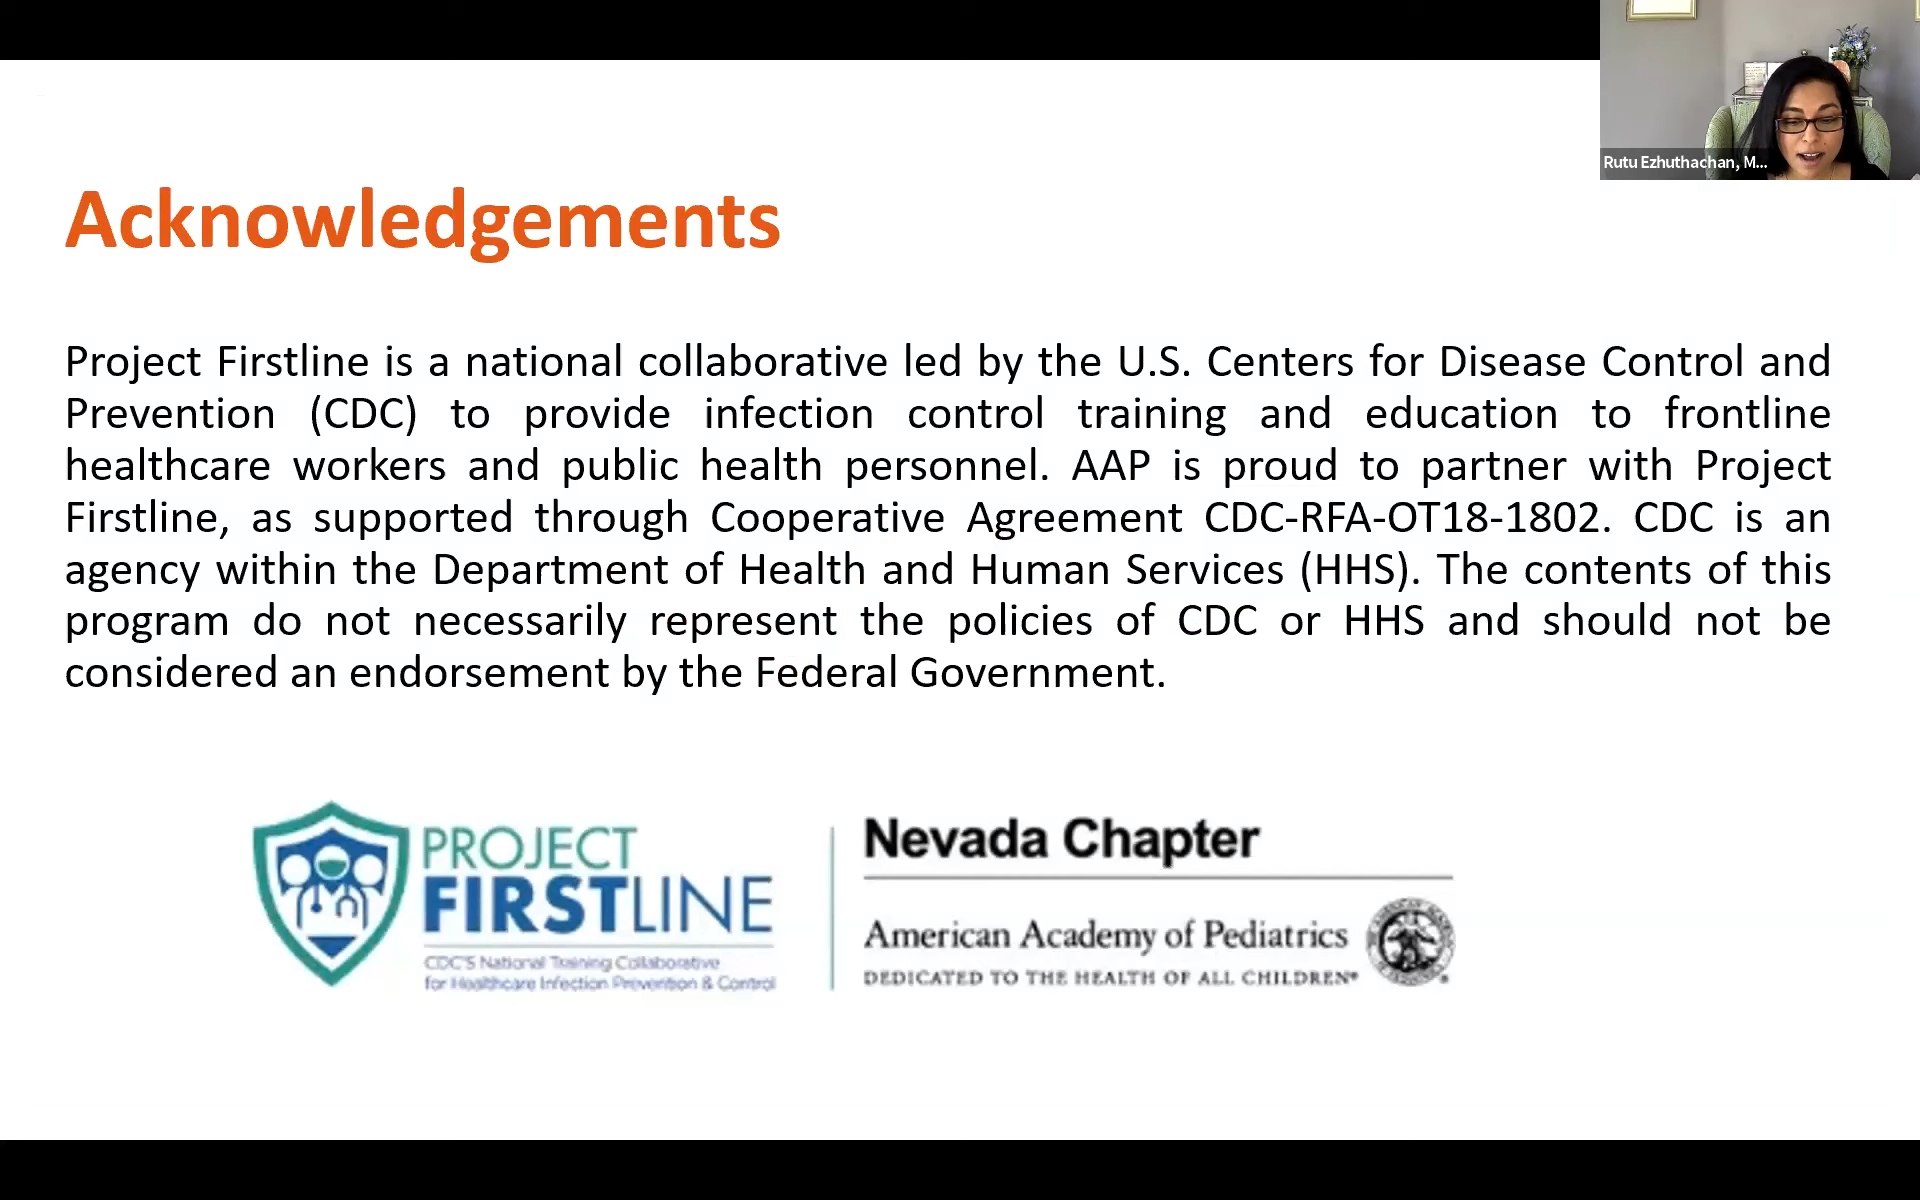 Rutu Ezhuthachan, M...
Acknowledgements
Project Firstline is a national collaborative led by the U.S. Centers for Disease Control and
Prevention (CDC) to provide infection control training and education to frontline
healthcare workers and public health personnel. AAP is proud to partner with Project
Firstline, as supported through Cooperative Agreement CDC-RFA-OT18-1802. CDC is an
agency within the Department of Health and Human Services (HHS). The contents of this
program do not necessarily represent the policies of CDC or HHS and should not be
considered an endorsement by the Federal Government.
PROJECT
FIRSTLINE
CDC'S National Training Collaborative
for Healthcare Infection Prevention & Control
Nevada Chapter
American Academy of Pediatrics
DEDICATED TO THE HEALTH OF ALL CHILDREN®